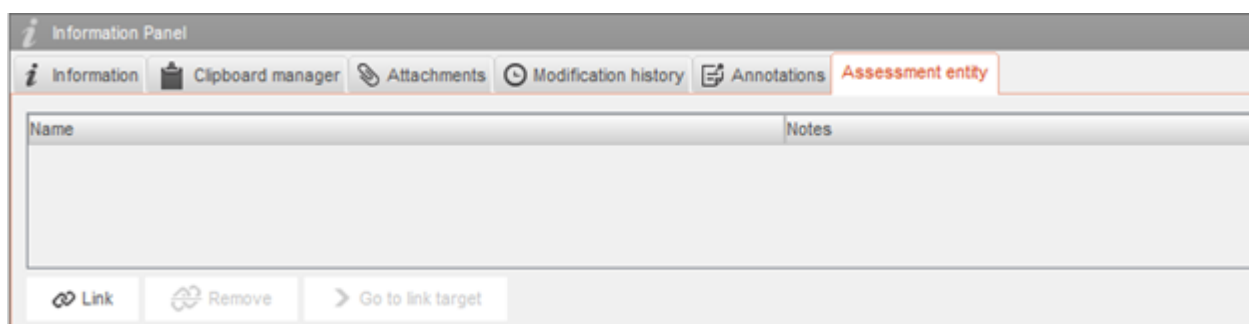 Information Panel
Information Clipboard manager Attachments Modification history Annotations Assessment entity
Name Notes
Link Remove Go to link target